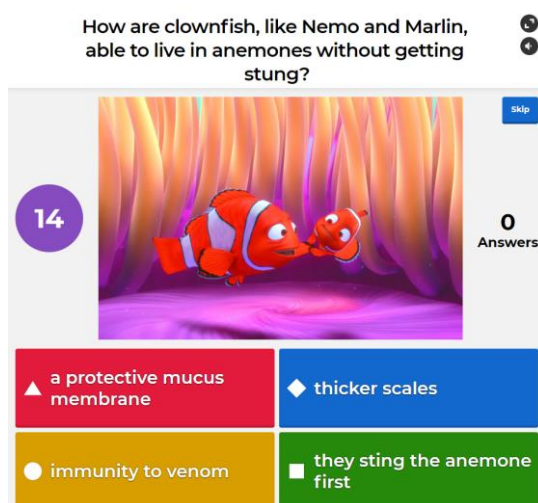 How are clownfish, like Nemo and Marlin,
able to live in anemones without getting
stung?
Skip
14
0
Answers
a protective mucus
membrane
thicker scales
immunity to venom
they sting the anemone
first